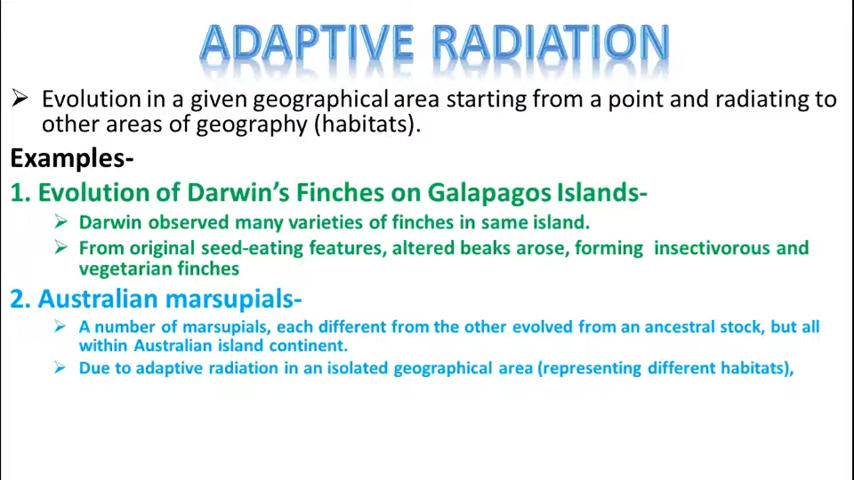 ADAPTIVE RADIATION
➢ Evolution in a given geographical area starting from a point and radiating to
other areas of geography (habitats).
Examples-
1. Evolution of Darwin's Finches on Galapagos Islands-
➢ Darwin observed many varieties of finches in same island.
➢ From original seed-eating features, altered beaks arose, forming insectivorous and
vegetarian finches
2. Australian marsupials-
➢ A number of marsupials, each different from the other evolved from an ancestral stock, but all
within Australian island continent.
➢ Due to adaptive radiation in an isolated geographical area (representing different habitats),